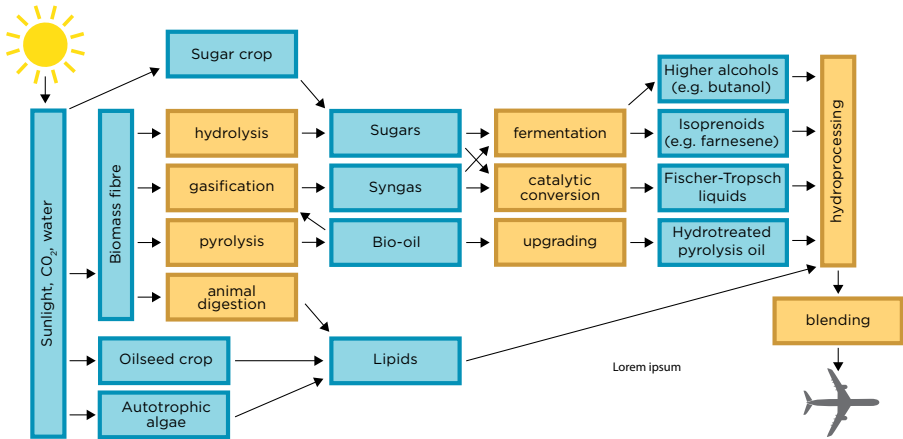 Sugar crop
Higher alcohols
(e.g. butanol)
Sunlight, CO₂, water
Biomass fibre
hydrolysis
Sugars
fermentation
Isoprenoids
(e.g. farnesene)
hydroprocessing
gasification
Syngas
catalytic
conversion
Fischer-Tropsch
liquids
pyrolysis
Bio-oil
upgrading
Hydrotreated
pyrolysis oil
animal
digestion
blending
Oilseed crop
Lipids
Lorem ipsum
Autotrophic
algae